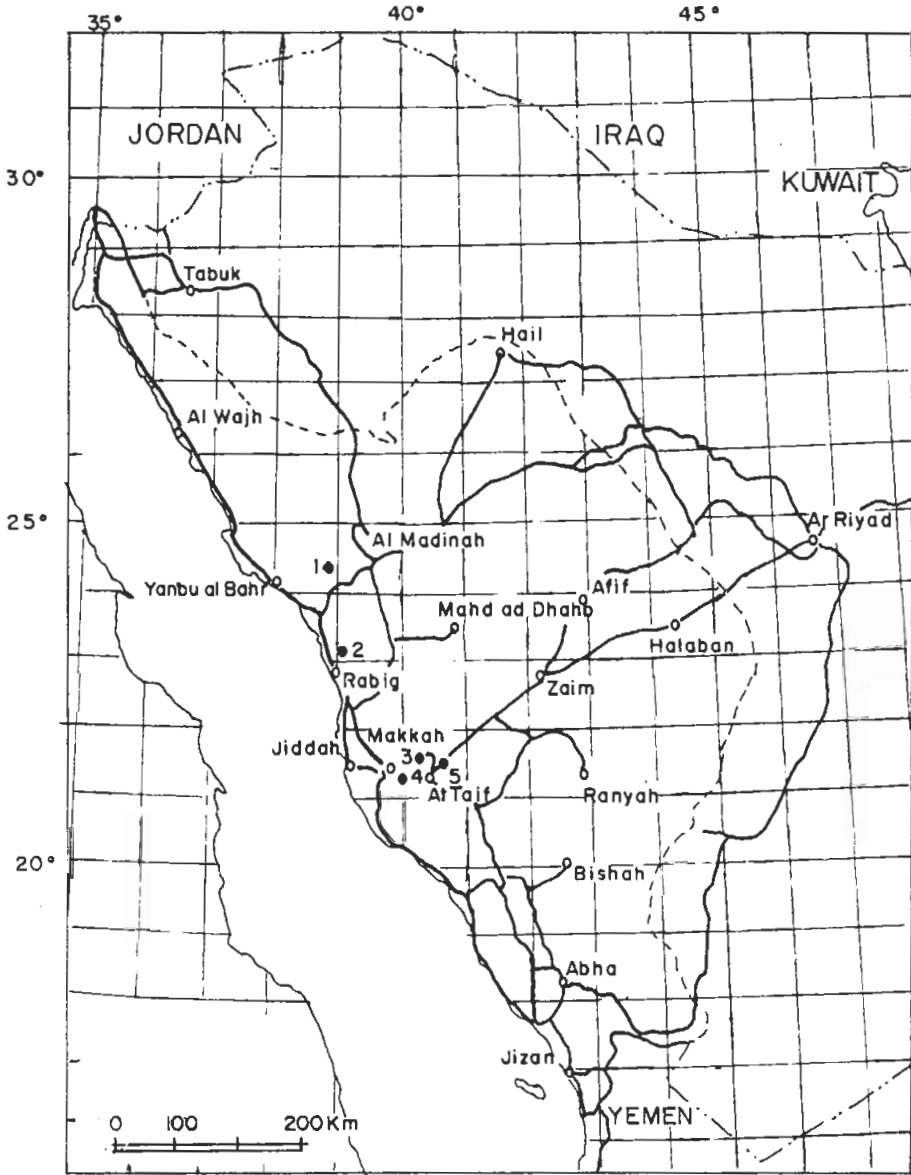 35° 40° 45°
JORDAN IRAQ
30° KUWAIT
Tabuk
Hail
Al Wajh
25° Ar Riyad
Al Madinah
1
Yanbu al Bahr Afif
Mahd ad Dhahb
2 Halaban
Rabig Zaim
Makkah
Jiddah 3
4 5
At Taif Ranyah
20°
Bishah
Abha
Jizan
0 100 200 Km YEMEN